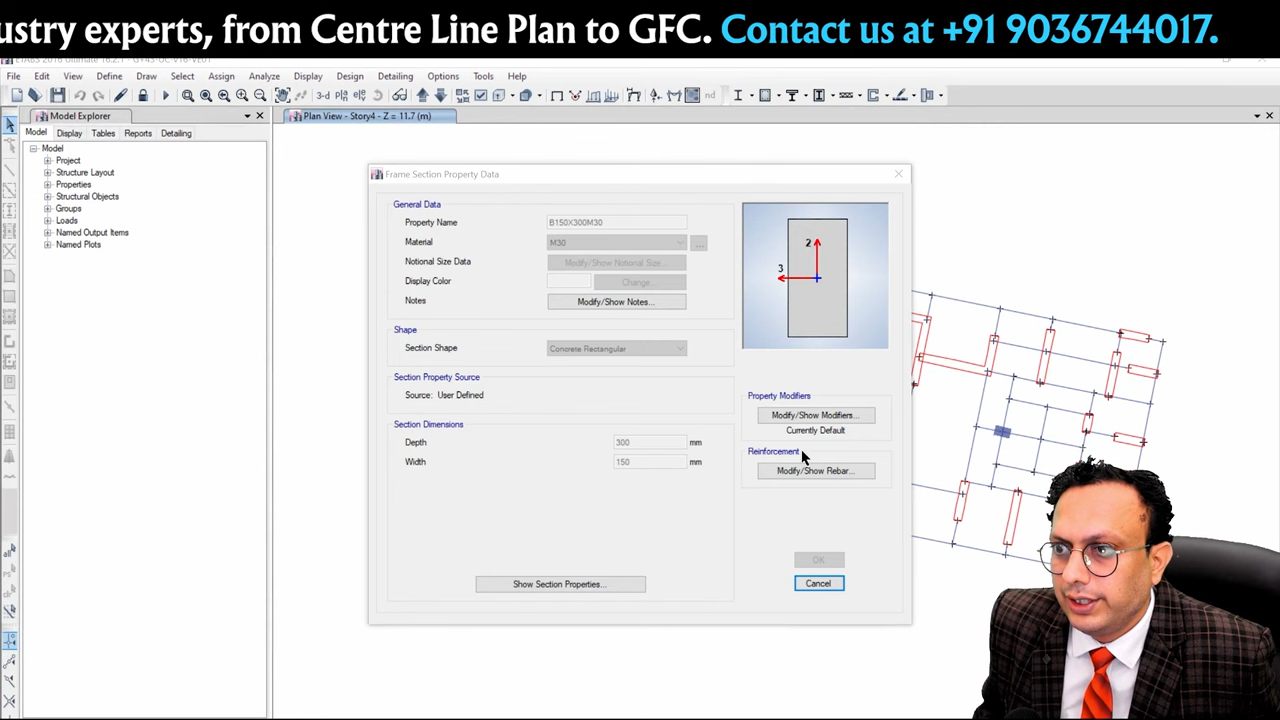 ustry experts, from Centre Line Plan to GFC. Contact us at +91 9036744017.
File Edit View Define Draw Select Assign Analyze Display Design Detailing Options Tools Help
3-d
nd
Model Explorer
Plan View - Story4 - Z = 11.7 (m)
Model Display Tables Reports Detailing
Model
Project
Structure Layout
Properties
Structural Objects
Groups
Loads
Named Output Items
Named Plots
Frame Section Property Data
General Data
Property Name B150X300M30
Material M30 ...
Notional Size Data Modify/Show Notional Size...
Display Color Change...
Notes Modify/Show Notes...
Shape
Section Shape Concrete Rectangular
Section Property Source
Source: User Defined
Section Dimensions
Depth 300 mm
Width 150 mm
Show Section Properties...
2
3
Property Modifiers
Modify/Show Modifiers...
Currently Default
Reinforcement
Modify/Show Rebar...
OK
Cancel